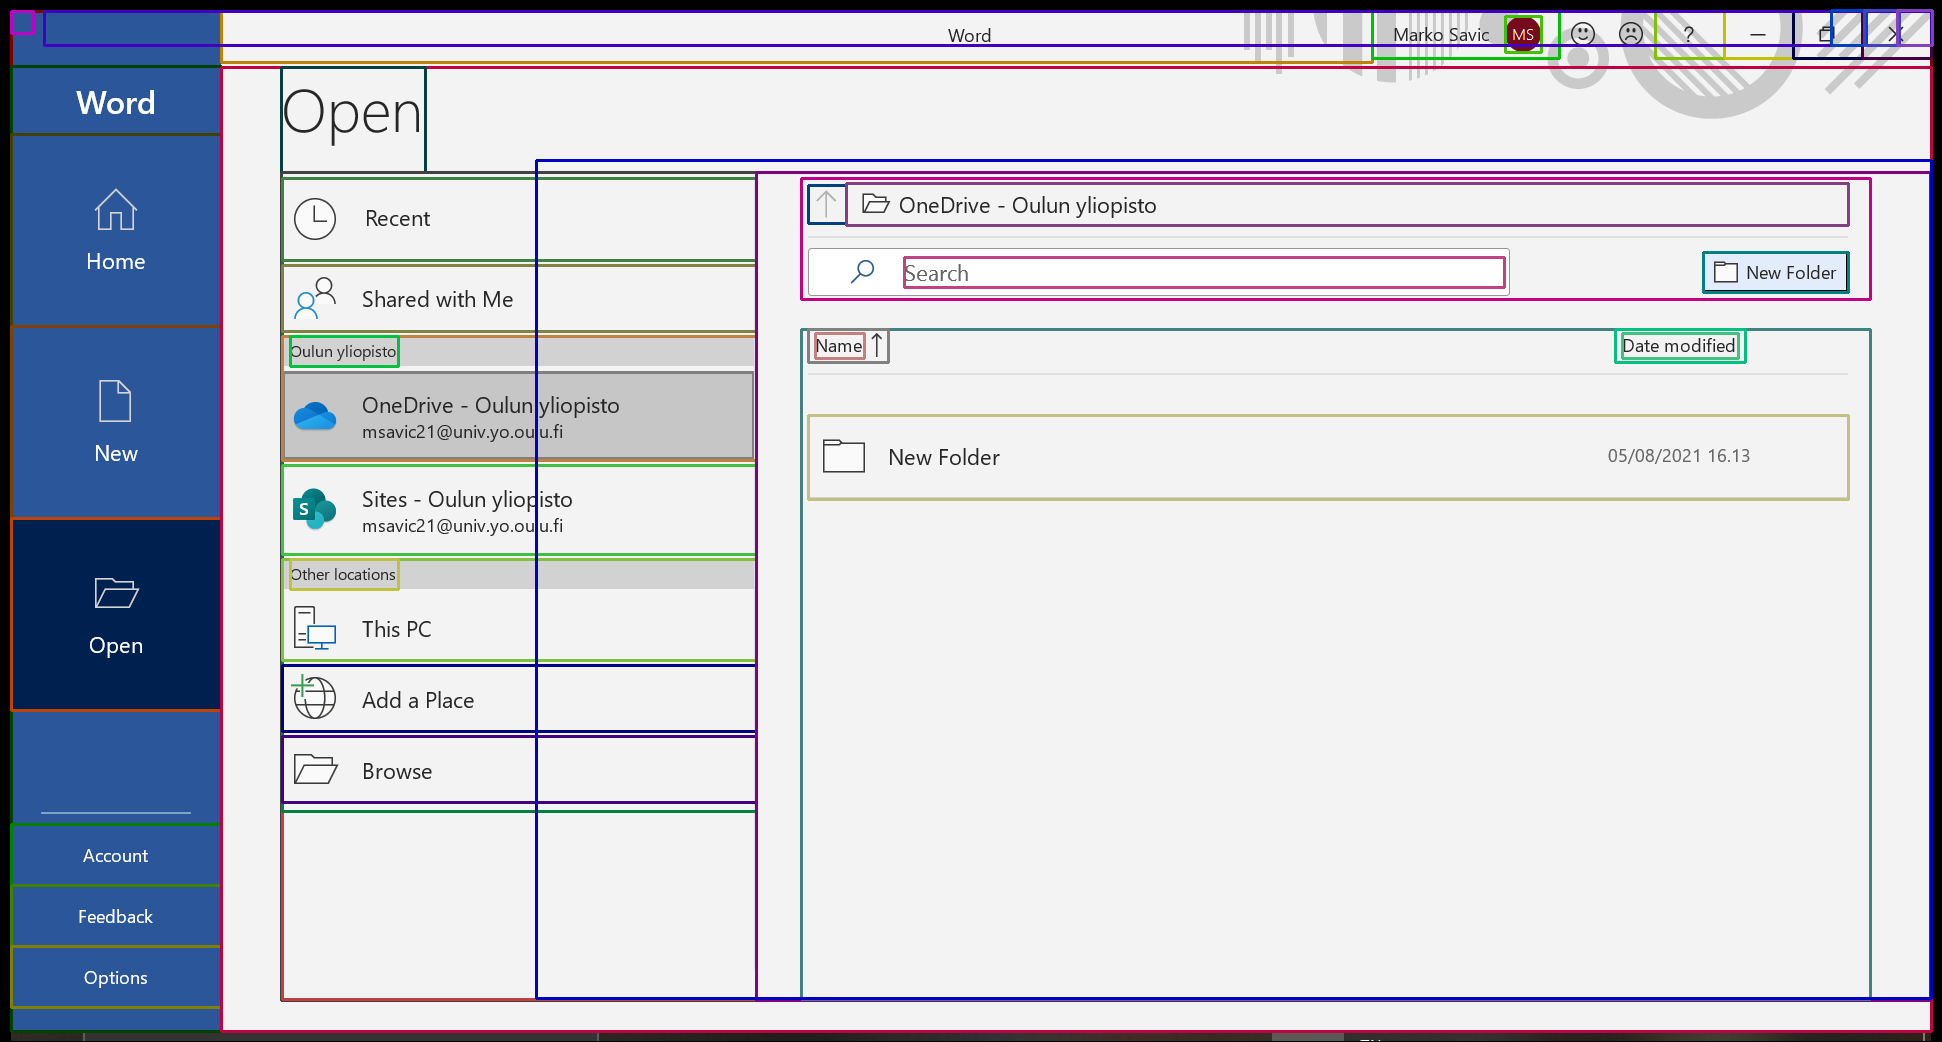 Word
Marko Savic
MS
?
Word
Home
New
Open
Account
Feedback
Options
Open
Recent
Shared with Me
Oulun yliopisto
OneDrive - Oulun yliopisto
msavic21@univ.yo.oulu.fi
S
Sites - Oulun yliopisto
msavic21@univ.yo.oulu.fi
Other locations
This PC
Add a Place
Browse
OneDrive - Oulun yliopisto
Search
New Folder
Name
Date modified
New Folder
05/08/2021 16.13